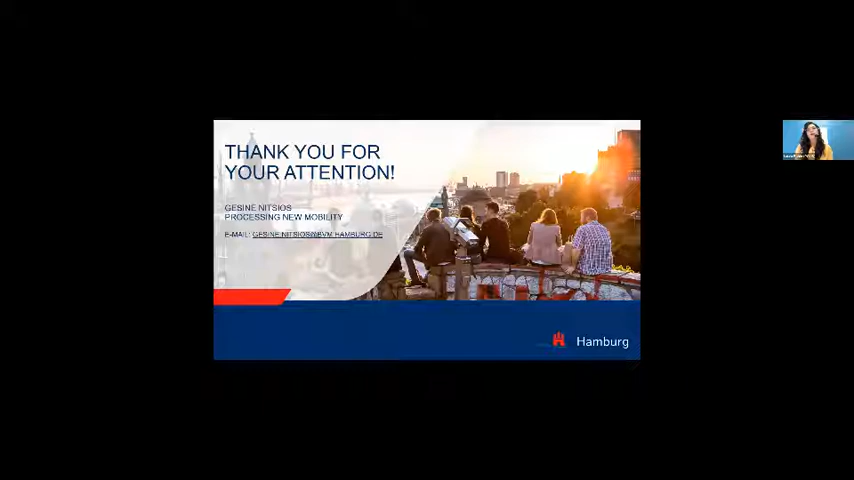 THANK YOU FOR
YOUR ATTENTION!
GESINE NITSIOS
PROCESSING NEW MOBILITY
E-MAIL: GESINE.NITSIOS@BVM.HAMBURG.DE
Hamburg